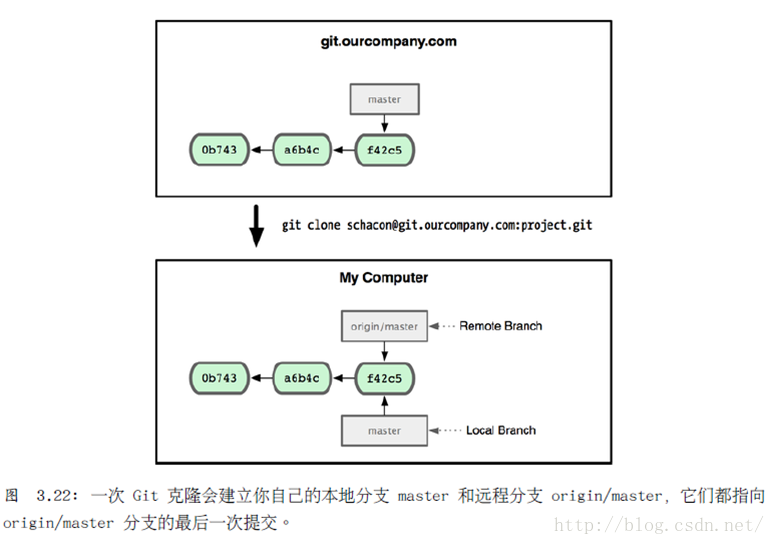 git.ourcompany.com
master
0b743 a6b4c f42c5
git clone schacon@git.ourcompany.com:project.git
My Computer
origin/master Remote Branch
0b743 a6b4c f42c5
master Local Branch
图 3.22: 一次 Git 克隆会建立你自己的本地分支 master 和远程分支 origin/master, 它们都指向
origin/master 分支的最后一次提交。
http://blog.csdn.net/